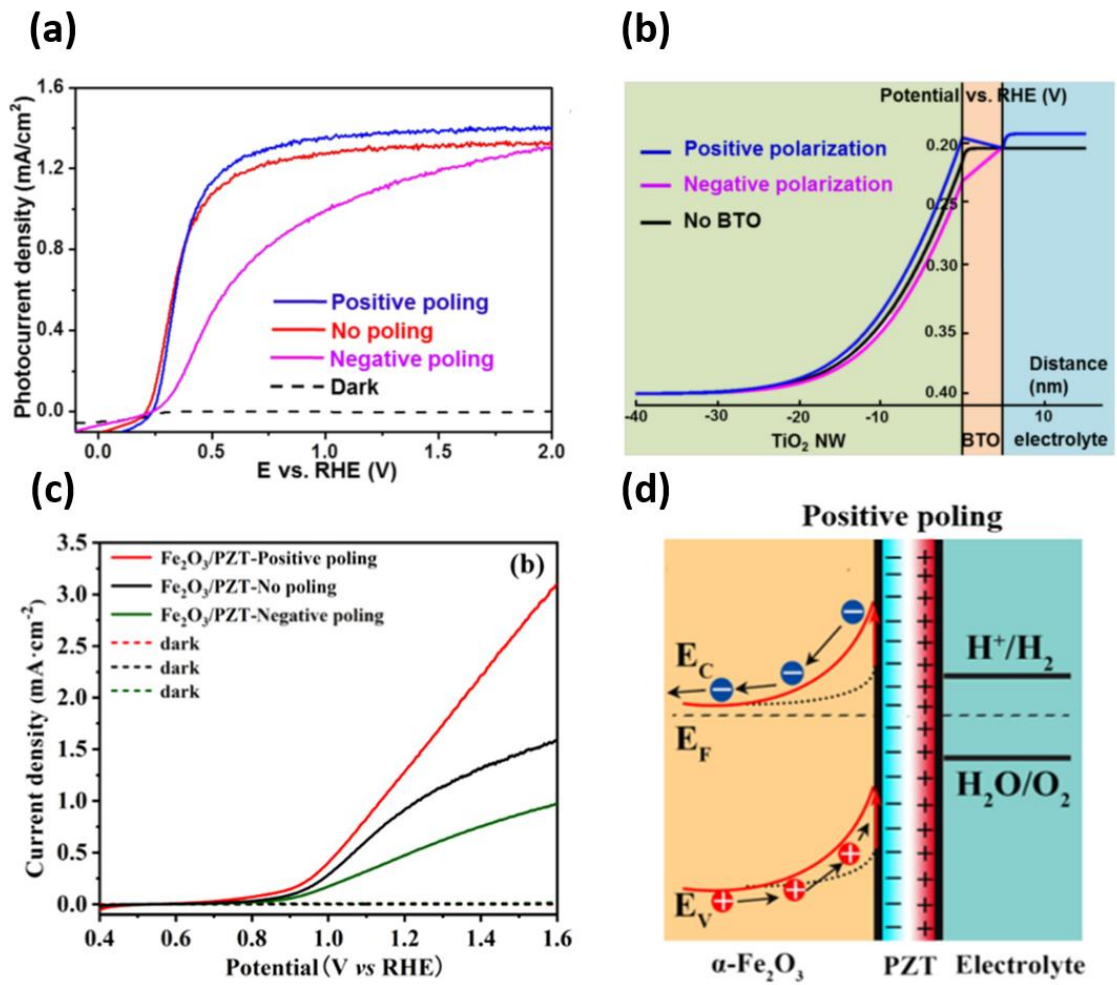 (a)
1.6
1.2
0.8
0.4
0.0
Photocurrent density (mA/cm²)
Positive poling
No poling
Negative poling
Dark
0.0 0.5 1.0 1.5 2.0
E vs. RHE (V)
(b)
Potential vs. RHE (V)
Positive polarization
Negative polarization
No BTO
0.20
0.25
0.30
0.35
0.40
Distance
(nm)
-40 -30 -20 -10 10
TiO₂ NW BTO electrolyte
(c)
3.5
3.0
2.5
2.0
1.5
1.0
0.5
0.0
Current density (mA·cm⁻²)
(b)
Fe₂O₃/PZT-Positive poling
Fe₂O₃/PZT-No poling
Fe₂O₃/PZT-Negative poling
dark
dark
dark
0.4 0.6 0.8 1.0 1.2 1.4 1.6
Potential (V vs RHE)
(d)
Positive poling
E_C
E_F
E_V
H⁺/H₂
H₂O/O₂
α-Fe₂O₃ PZT Electrolyte